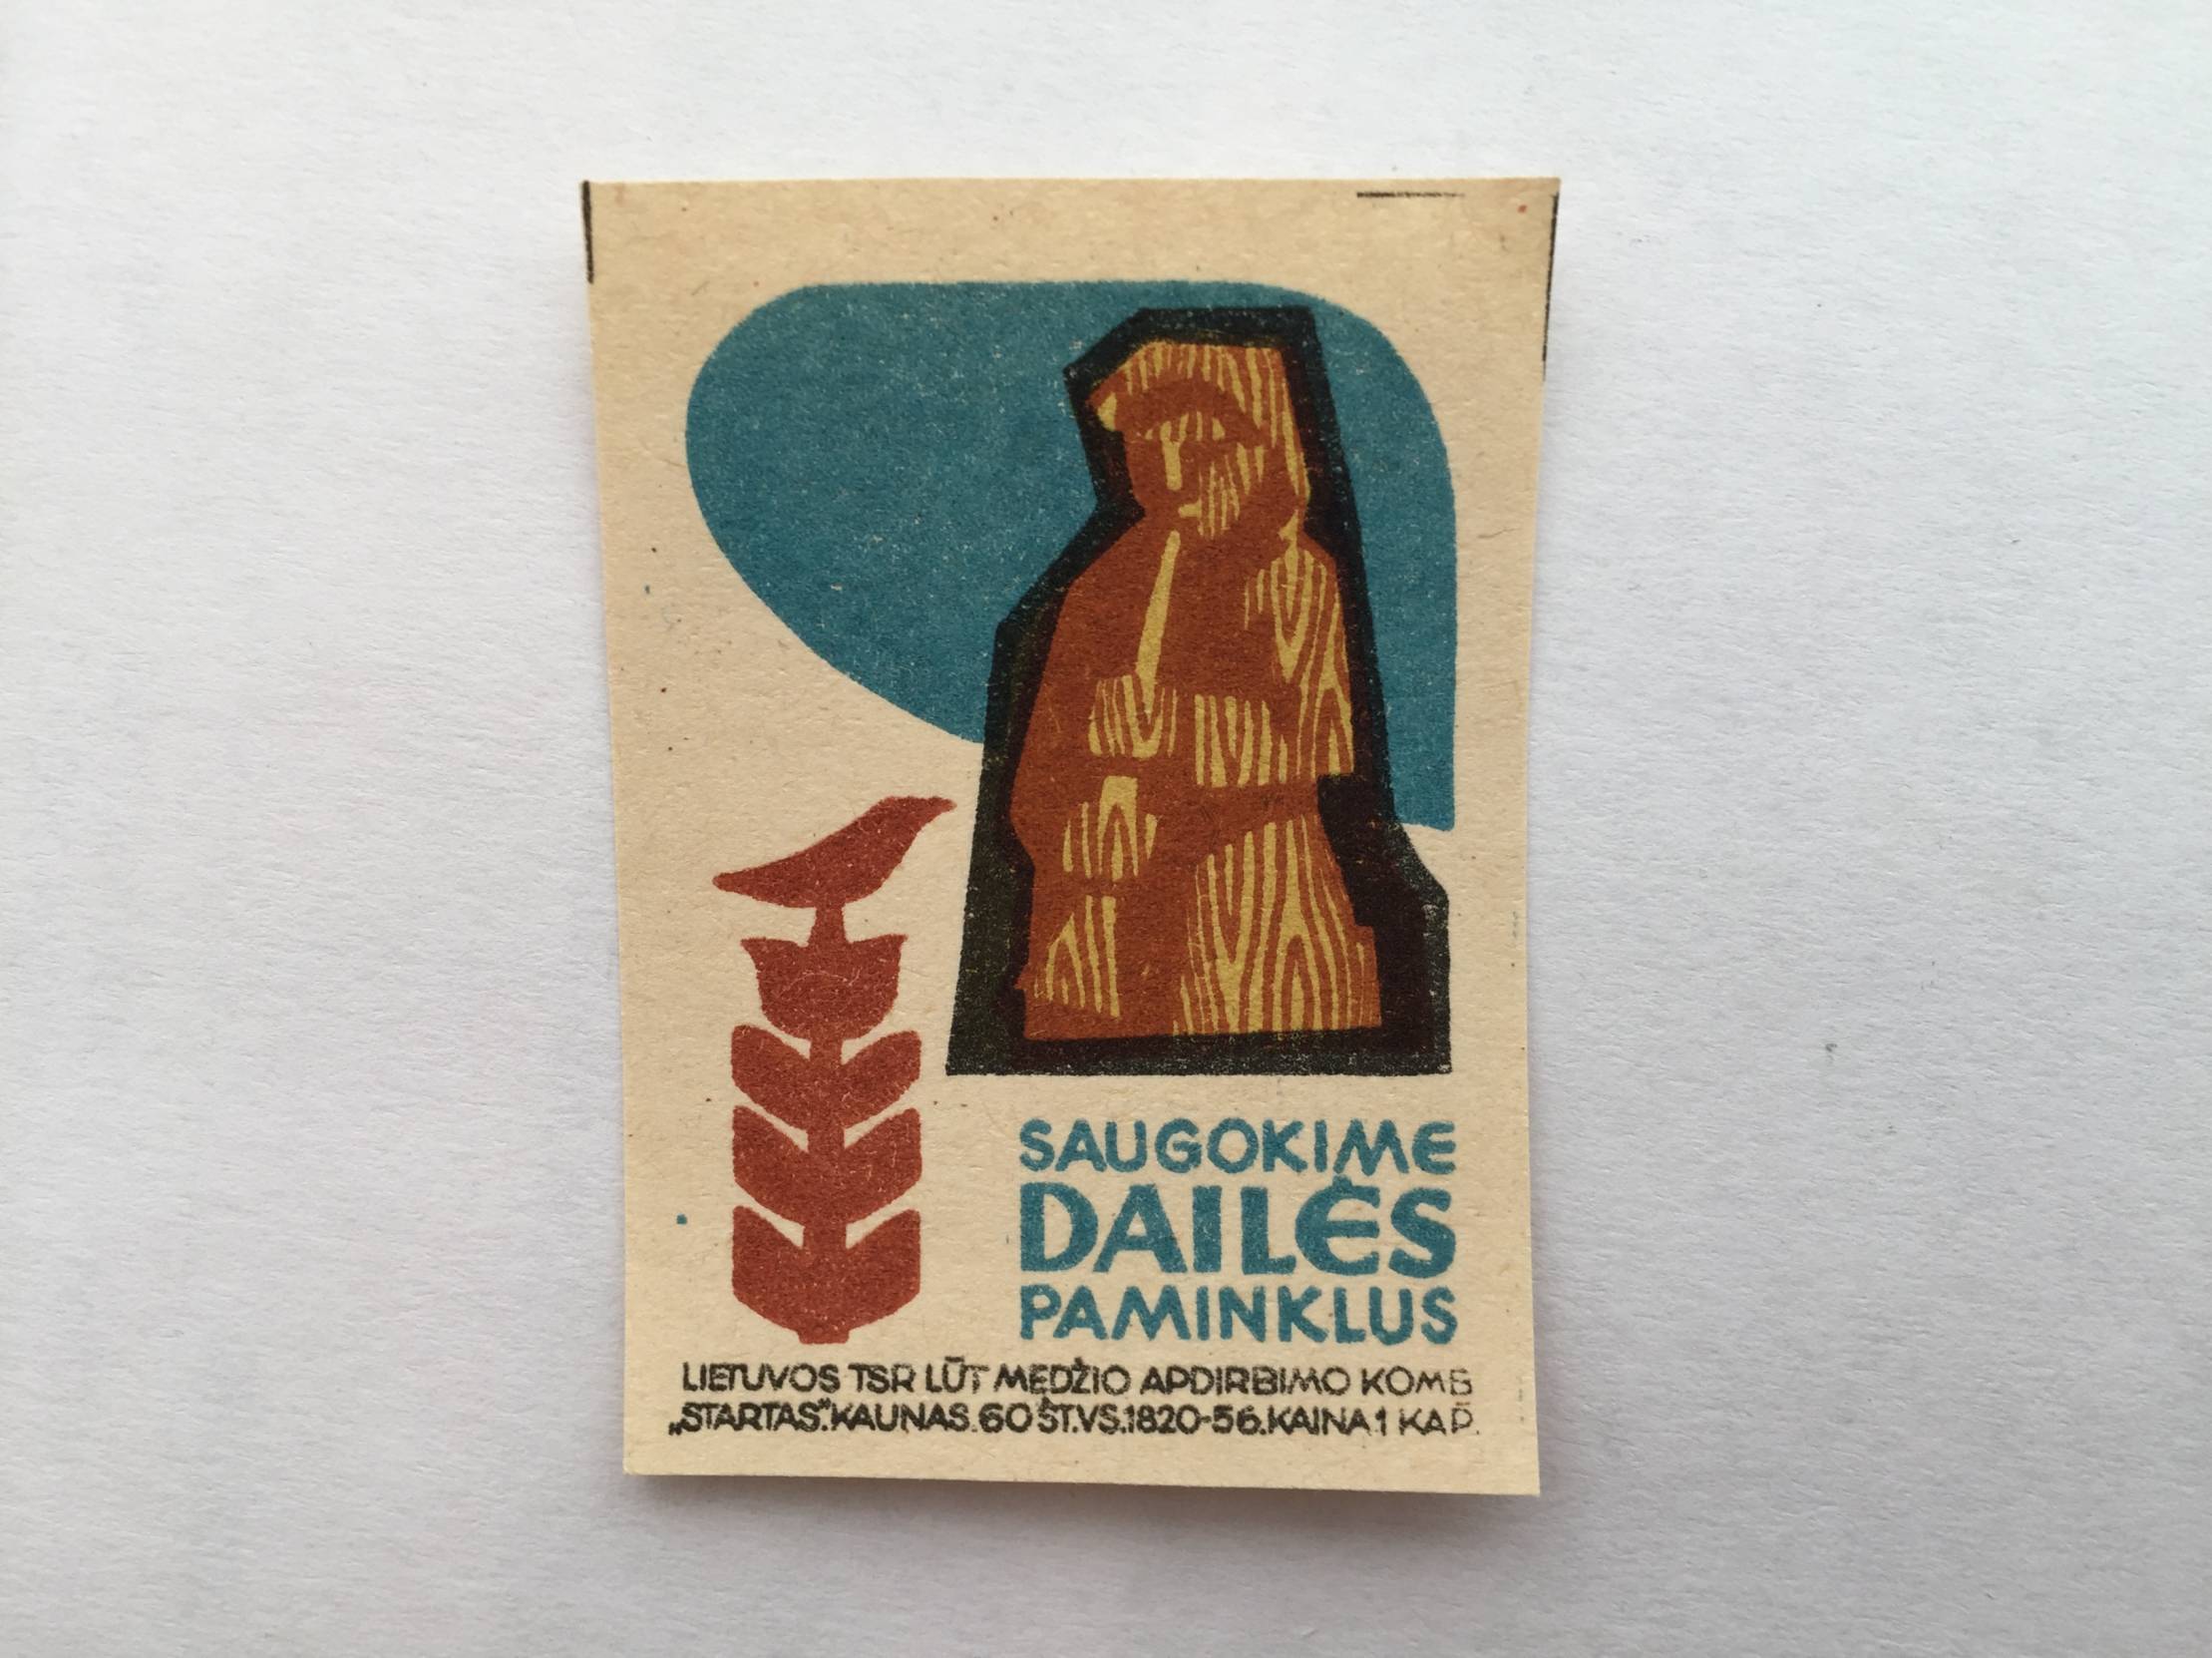 SAUGOKIME
DAILĖS
PAMINKLUS
LIETUVOS TSR LŪT MEDŽIO APDIRBIMO KOMB
„STARTAS”. KAUNAS. 60 ŠT. VS. 1820-56. KAINA 1 KAP.